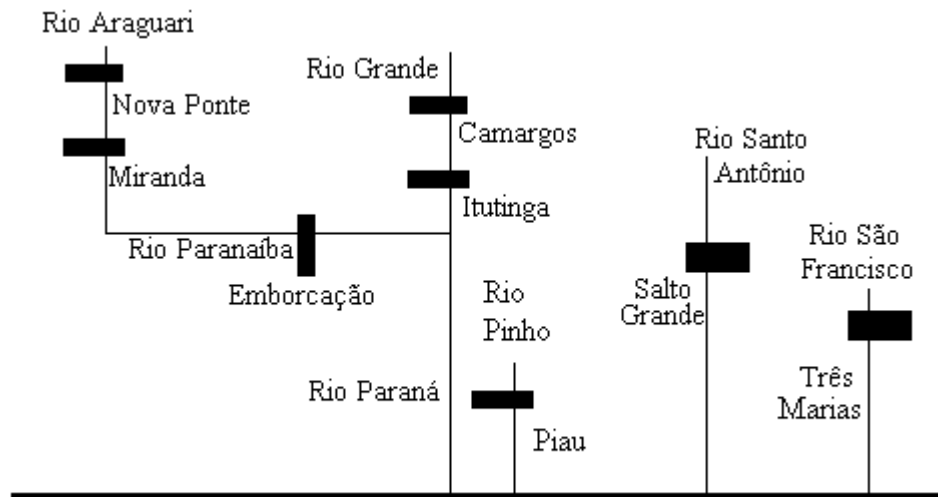 Rio Araguari
Nova Ponte
Miranda
Rio Paranaíba
Emborcação
Rio Grande
Camargos
Itutinga
Rio Paraná
Rio
Pinho
Piau
Rio Santo
Antônio
Salto
Grande
Rio São
Francisco
Três
Marias